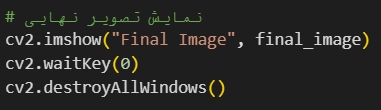 # نمایش تصویر نهایی
cv2.imshow("Final Image", final_image)
cv2.waitKey(0)
cv2.destroyAllWindows()